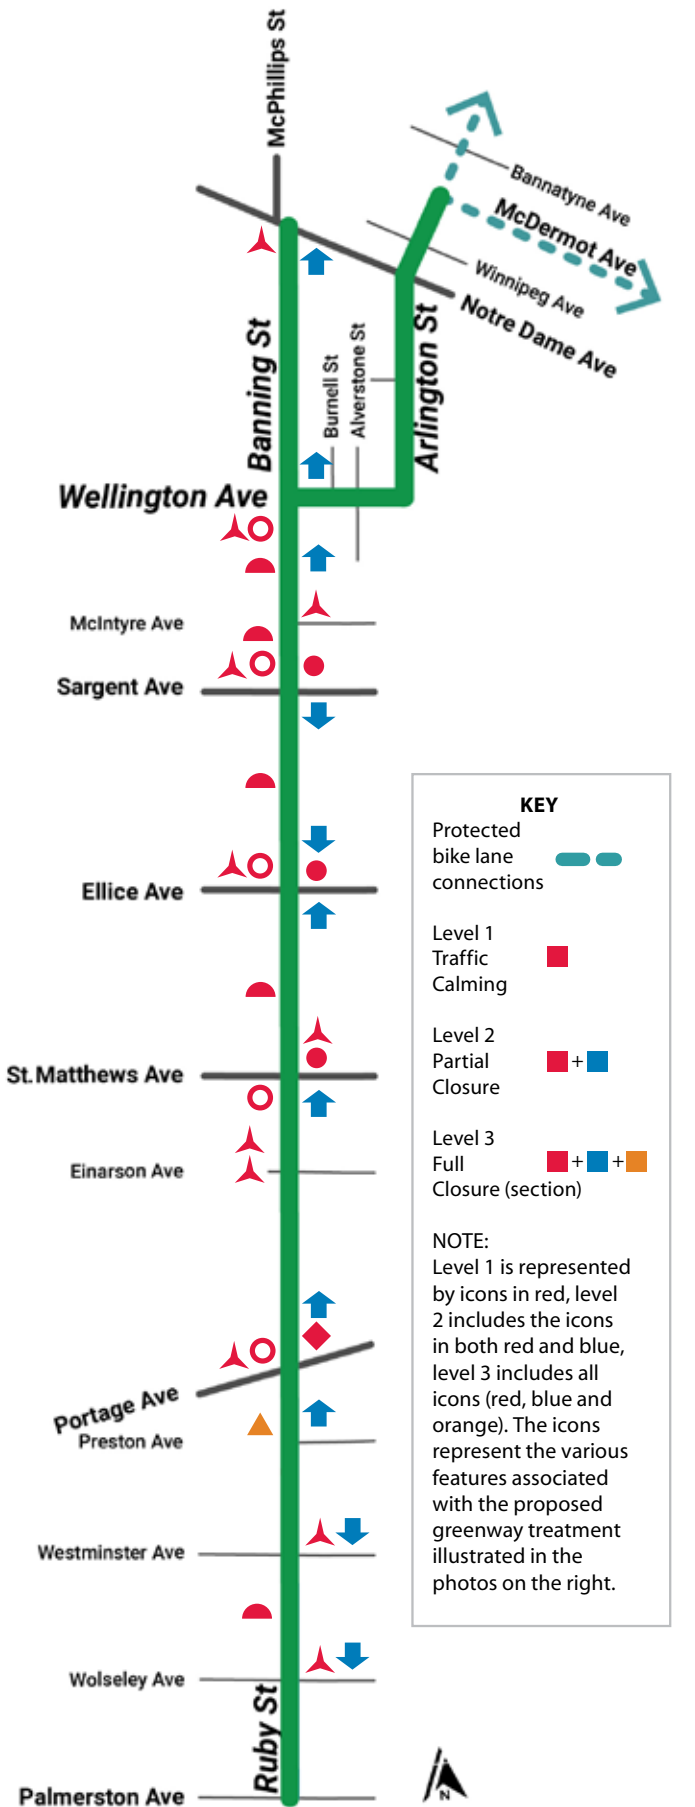 McPhillips St
Bannatyne Ave
McDermot Ave
Winnipeg Ave
Notre Dame Ave
Banning St
Burnell St
Alverstone St
Arlington St
Wellington Ave
McIntyre Ave
Sargent Ave
Ellice Ave
St.Matthews Ave
Einarson Ave
Portage Ave
Preston Ave
Westminster Ave
Wolseley Ave
Ruby St
Palmerston Ave
N
KEY
Protected
bike lane
connections
Level 1
Traffic
Calming
Level 2
Partial
Closure
+
Level 3
Full
Closure (section)
+ +
NOTE:
Level 1 is represented
by icons in red, level
2 includes the icons
in both red and blue,
level 3 includes all
icons (red, blue and
orange). The icons
represent the various
features associated
with the proposed
greenway treatment
illustrated in the
photos on the right.